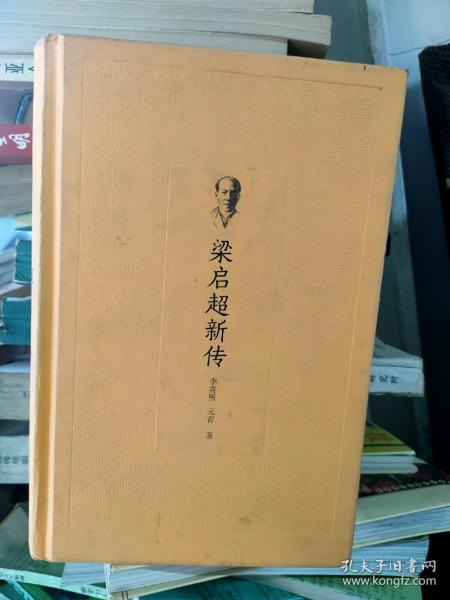 梁启超新传
李喜所 元青 著
孔夫子旧书网
www.kongfz.com